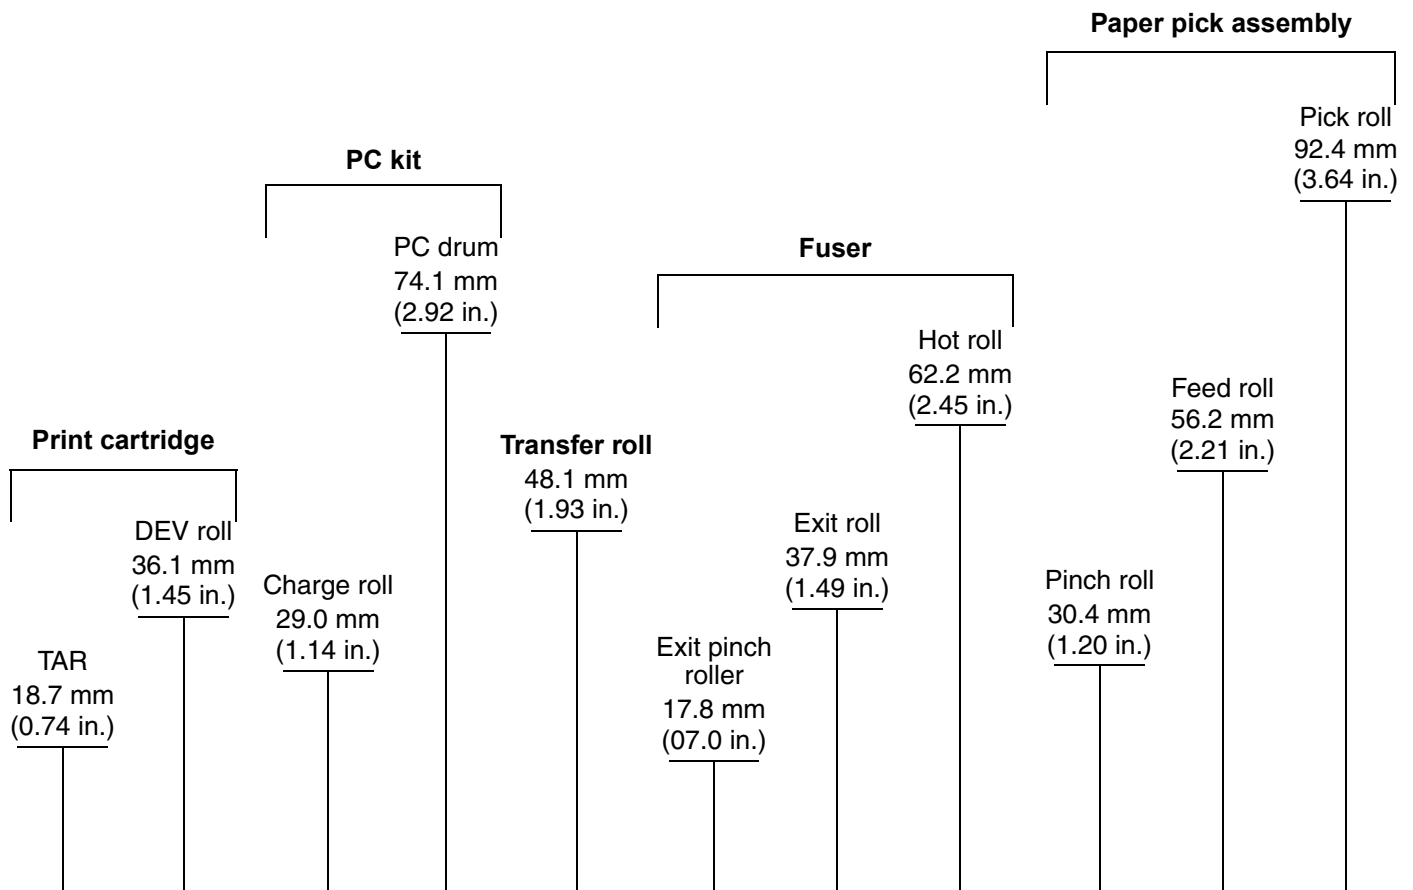 Paper pick assembly
Pick roll
92.4 mm
(3.64 in.)
PC kit
PC drum
74.1 mm
(2.92 in.)
Fuser
Hot roll
62.2 mm
(2.45 in.)
Feed roll
56.2 mm
(2.21 in.)
Print cartridge
Transfer roll
48.1 mm
(1.93 in.)
DEV roll
36.1 mm
(1.45 in.)
Exit roll
37.9 mm
(1.49 in.)
Charge roll
29.0 mm
(1.14 in.)
Pinch roll
30.4 mm
(1.20 in.)
TAR
18.7 mm
(0.74 in.)
Exit pinch
roller
17.8 mm
(07.0 in.)